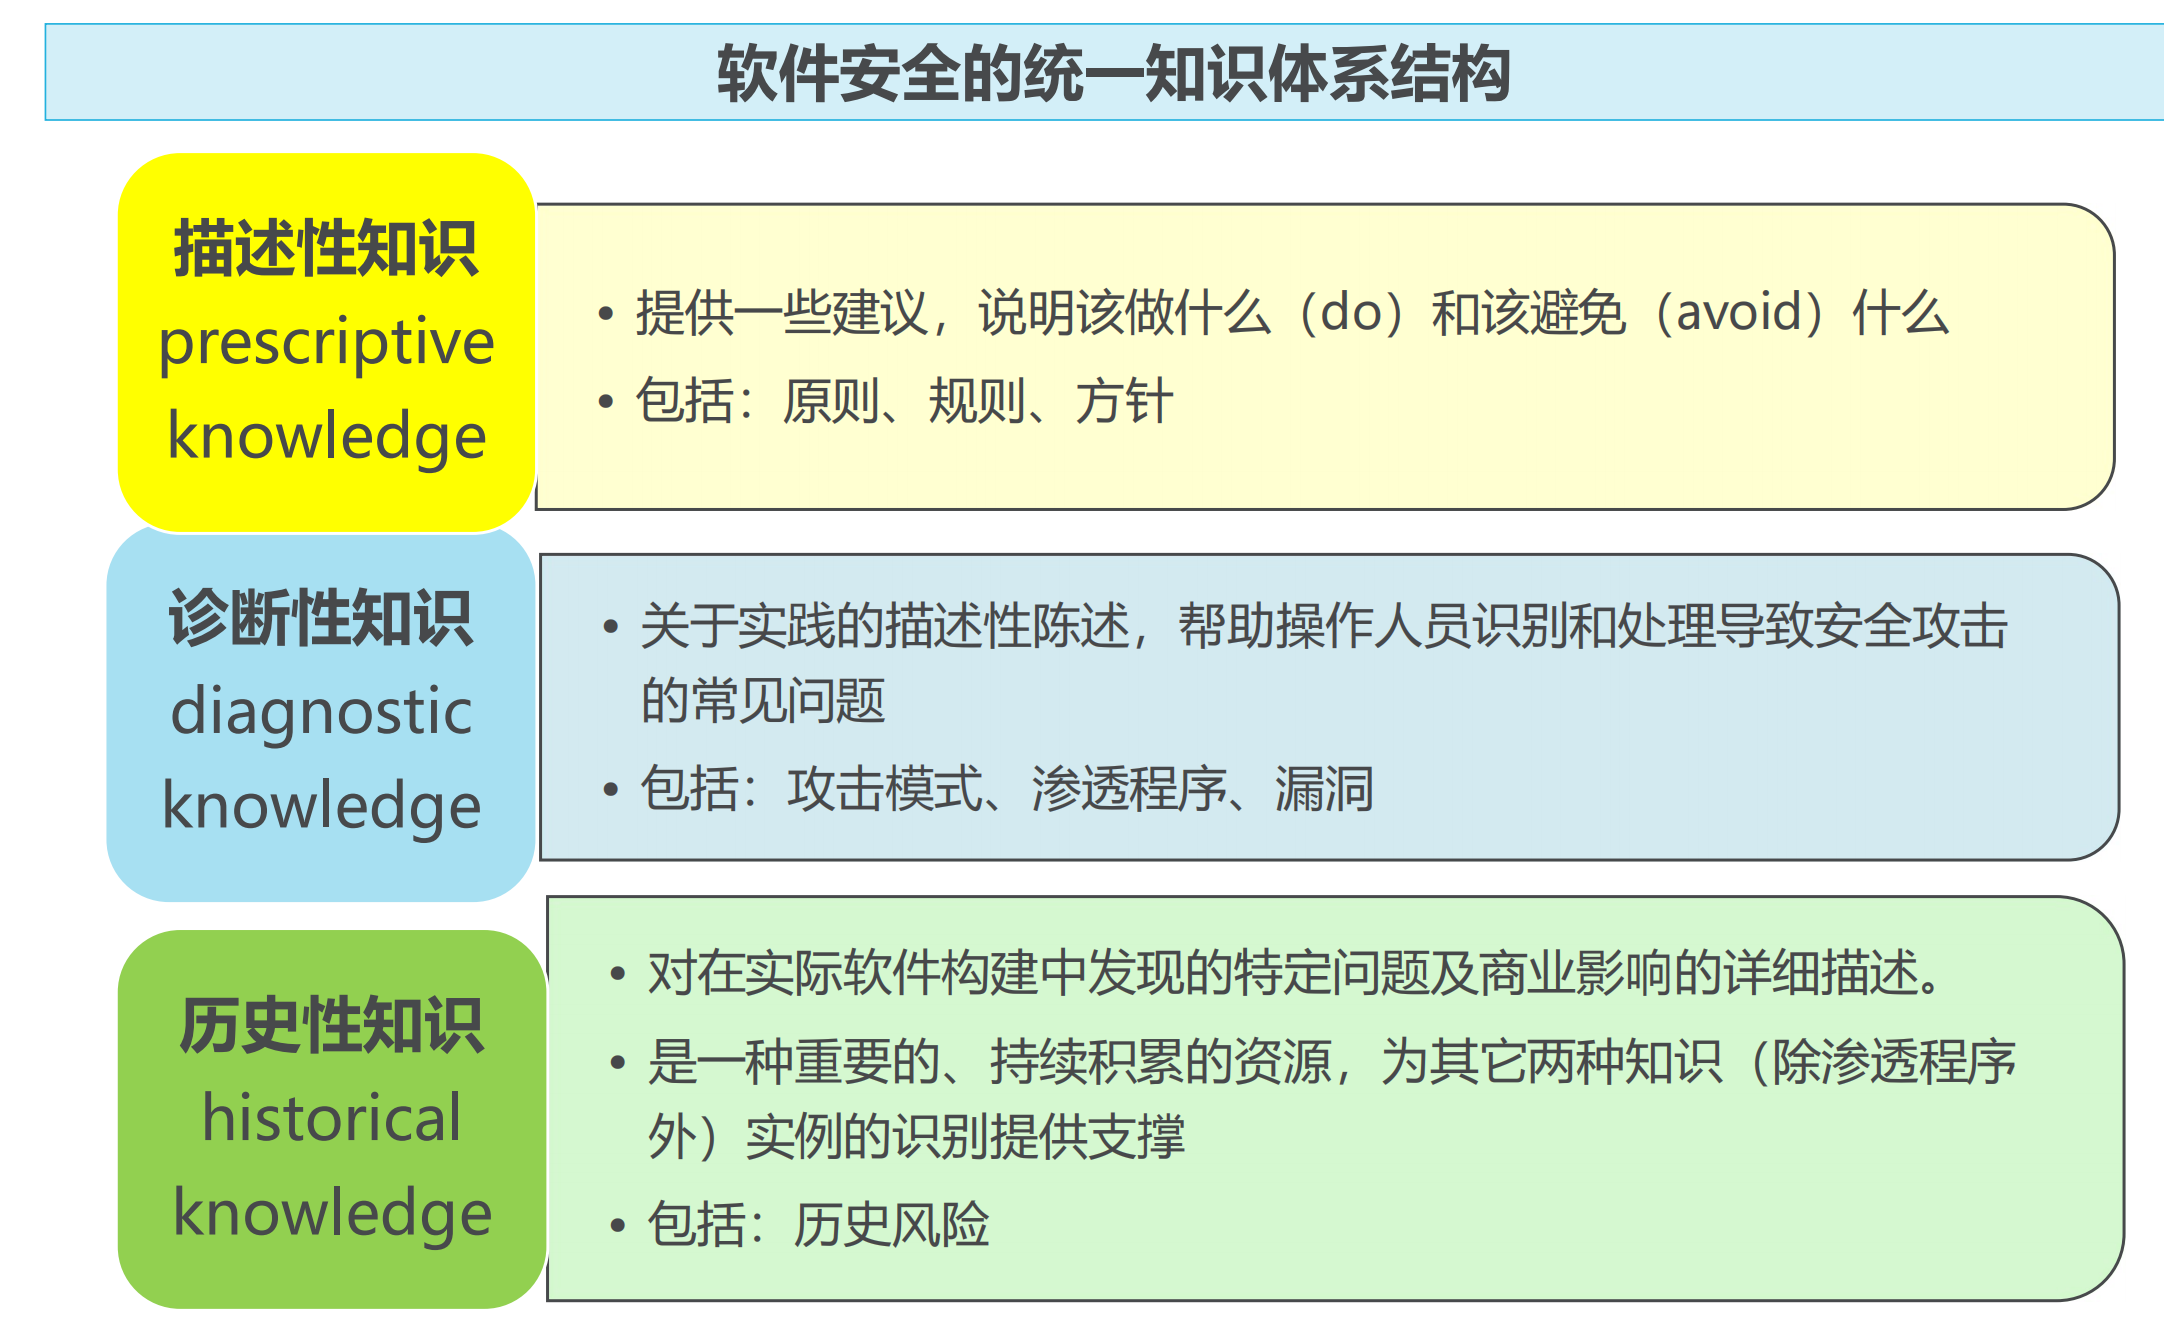 软件安全的统一知识体系结构
描述性知识
prescriptive
knowledge
• 提供一些建议，说明该做什么（do）和该避免（avoid）什么
• 包括：原则、规则、方针
诊断性知识
diagnostic
knowledge
• 关于实践的描述性陈述，帮助操作人员识别和处理导致安全攻击
的常见问题
• 包括：攻击模式、渗透程序、漏洞
历史性知识
historical
knowledge
• 对在实际软件构建中发现的特定问题及商业影响的详细描述。
• 是一种重要的、持续积累的资源，为其它两种知识（除渗透程序
外）实例的识别提供支撑
• 包括：历史风险